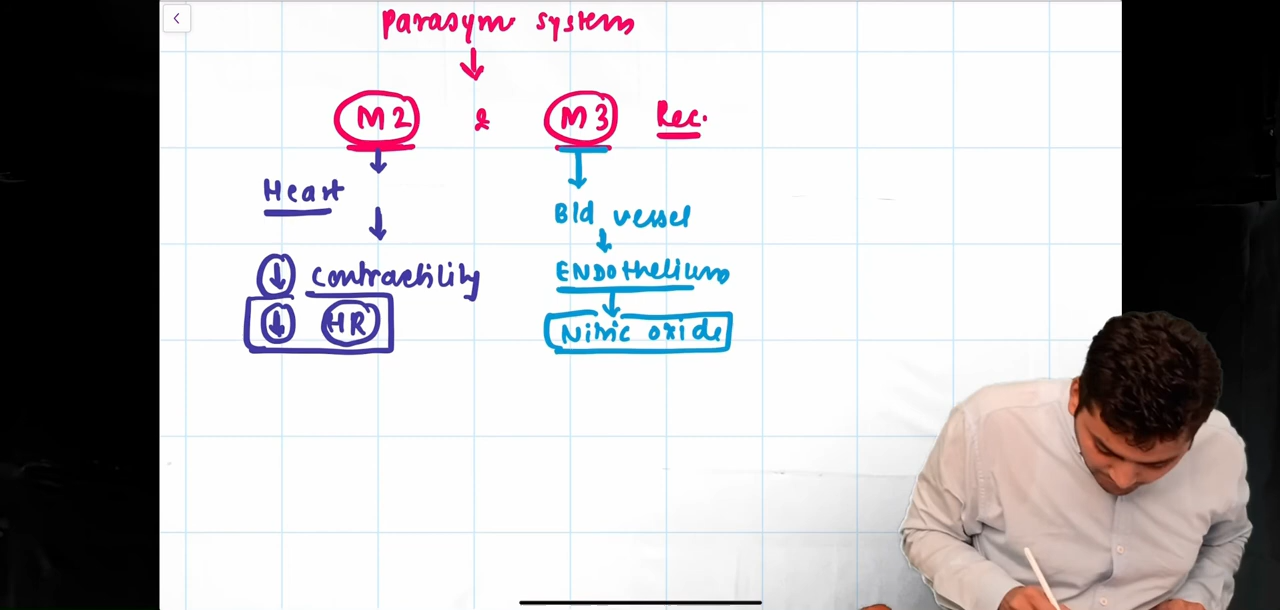 Parasym system
↓
M2 & M3 Rec.
↓ ↓
Heart
Bld vessel
↓ ↓
↓ contractility
ENDOthelium
↓
↓ HR
Nitric oxide